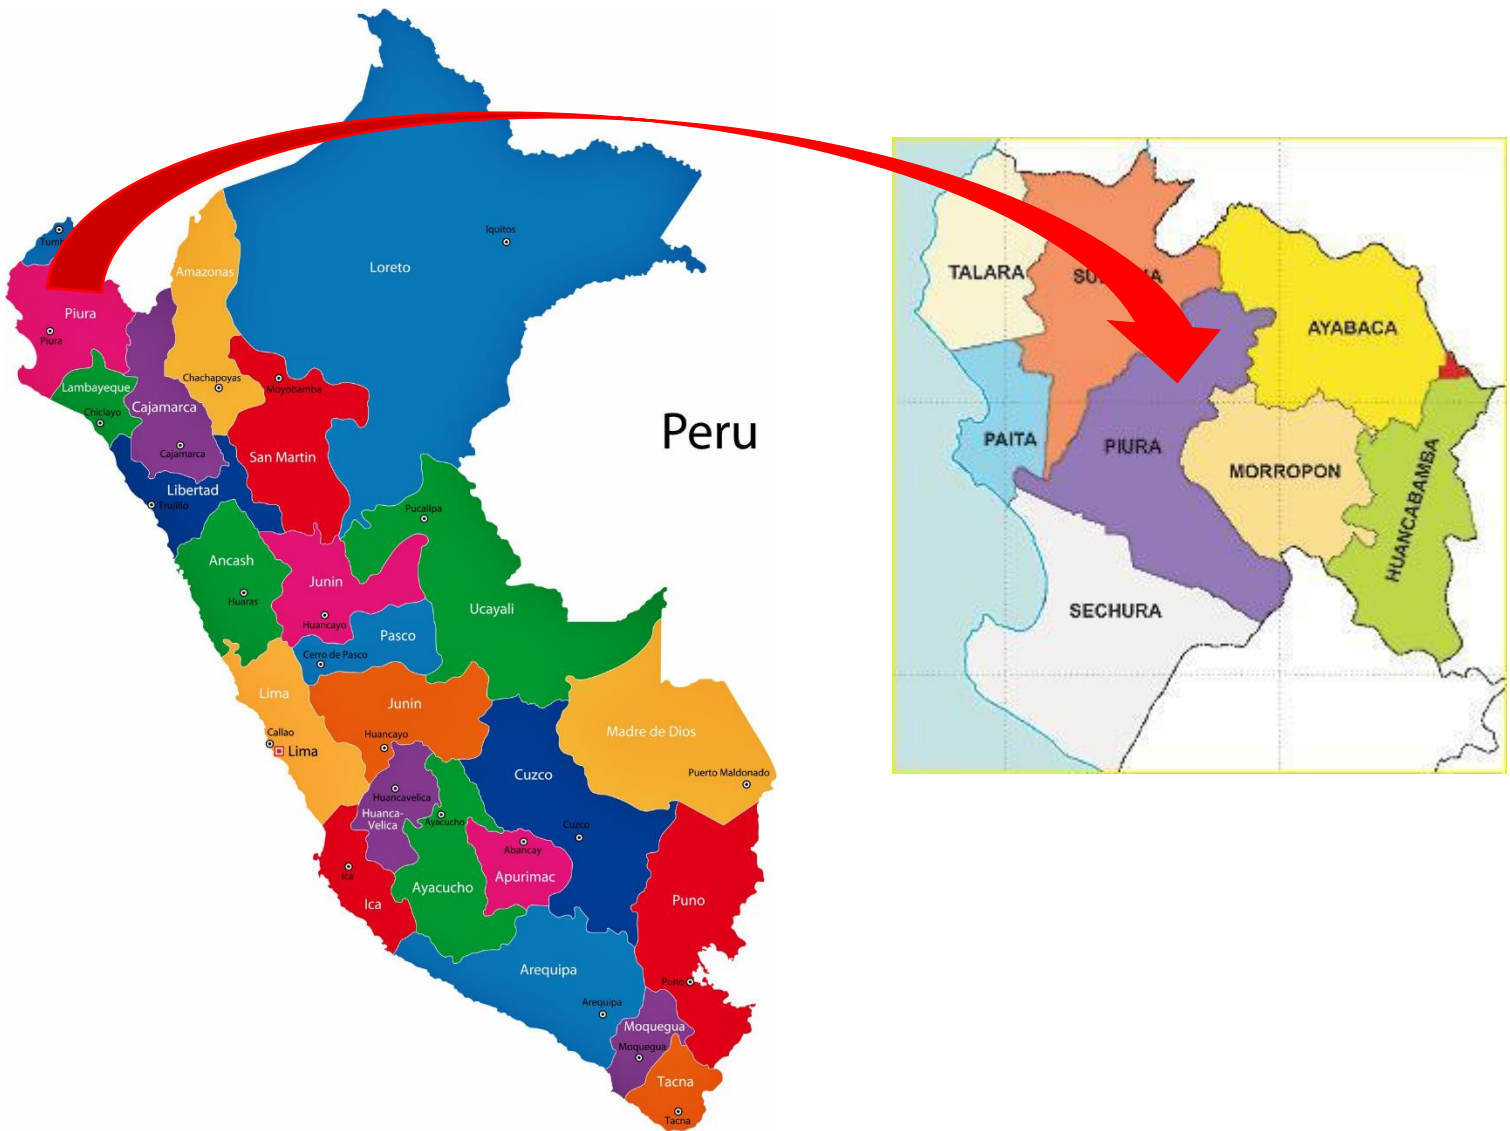 Tumb
Iquitos
Loreto
Amazonas
Piura
Piura
Lambayeque
Chiclayo
Chachapoyas
Moyobamba
Cajamarca
Cajamarca
San Martin
Peru
Libertad
Trujillo
Pucallpa
Ancash
Huaras
Junin
Huancayo
Ucayali
Pasco
Cerro de Pasco
Lima
Callao
Lima
Junin
Huancayo
Madre de Dios
Puerto Maldonado
Cuzco
Cuzco
Huancavelica
Huanca-
Velica
Ayacucho
Abancay
Apurimac
Ayacucho
Ica
Ica
Puno
Puno
Arequipa
Arequipa
Moquegua
Moquegua
Tacna
Tacna
TALARA
SU
A
AYABACA
PAITA
PIURA
MORROPON
HUANCABAMBA
SECHURA